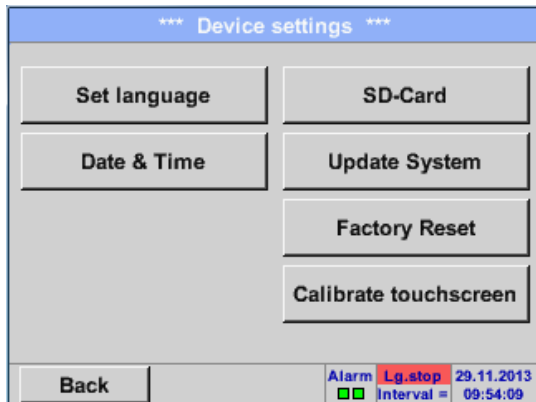 *** Device settings ***
Set language
SD-Card
Date & Time
Update System
Factory Reset
Calibrate touchscreen
Back
Alarm
Lg.stop
Interval =
29.11.2013
09:54:09